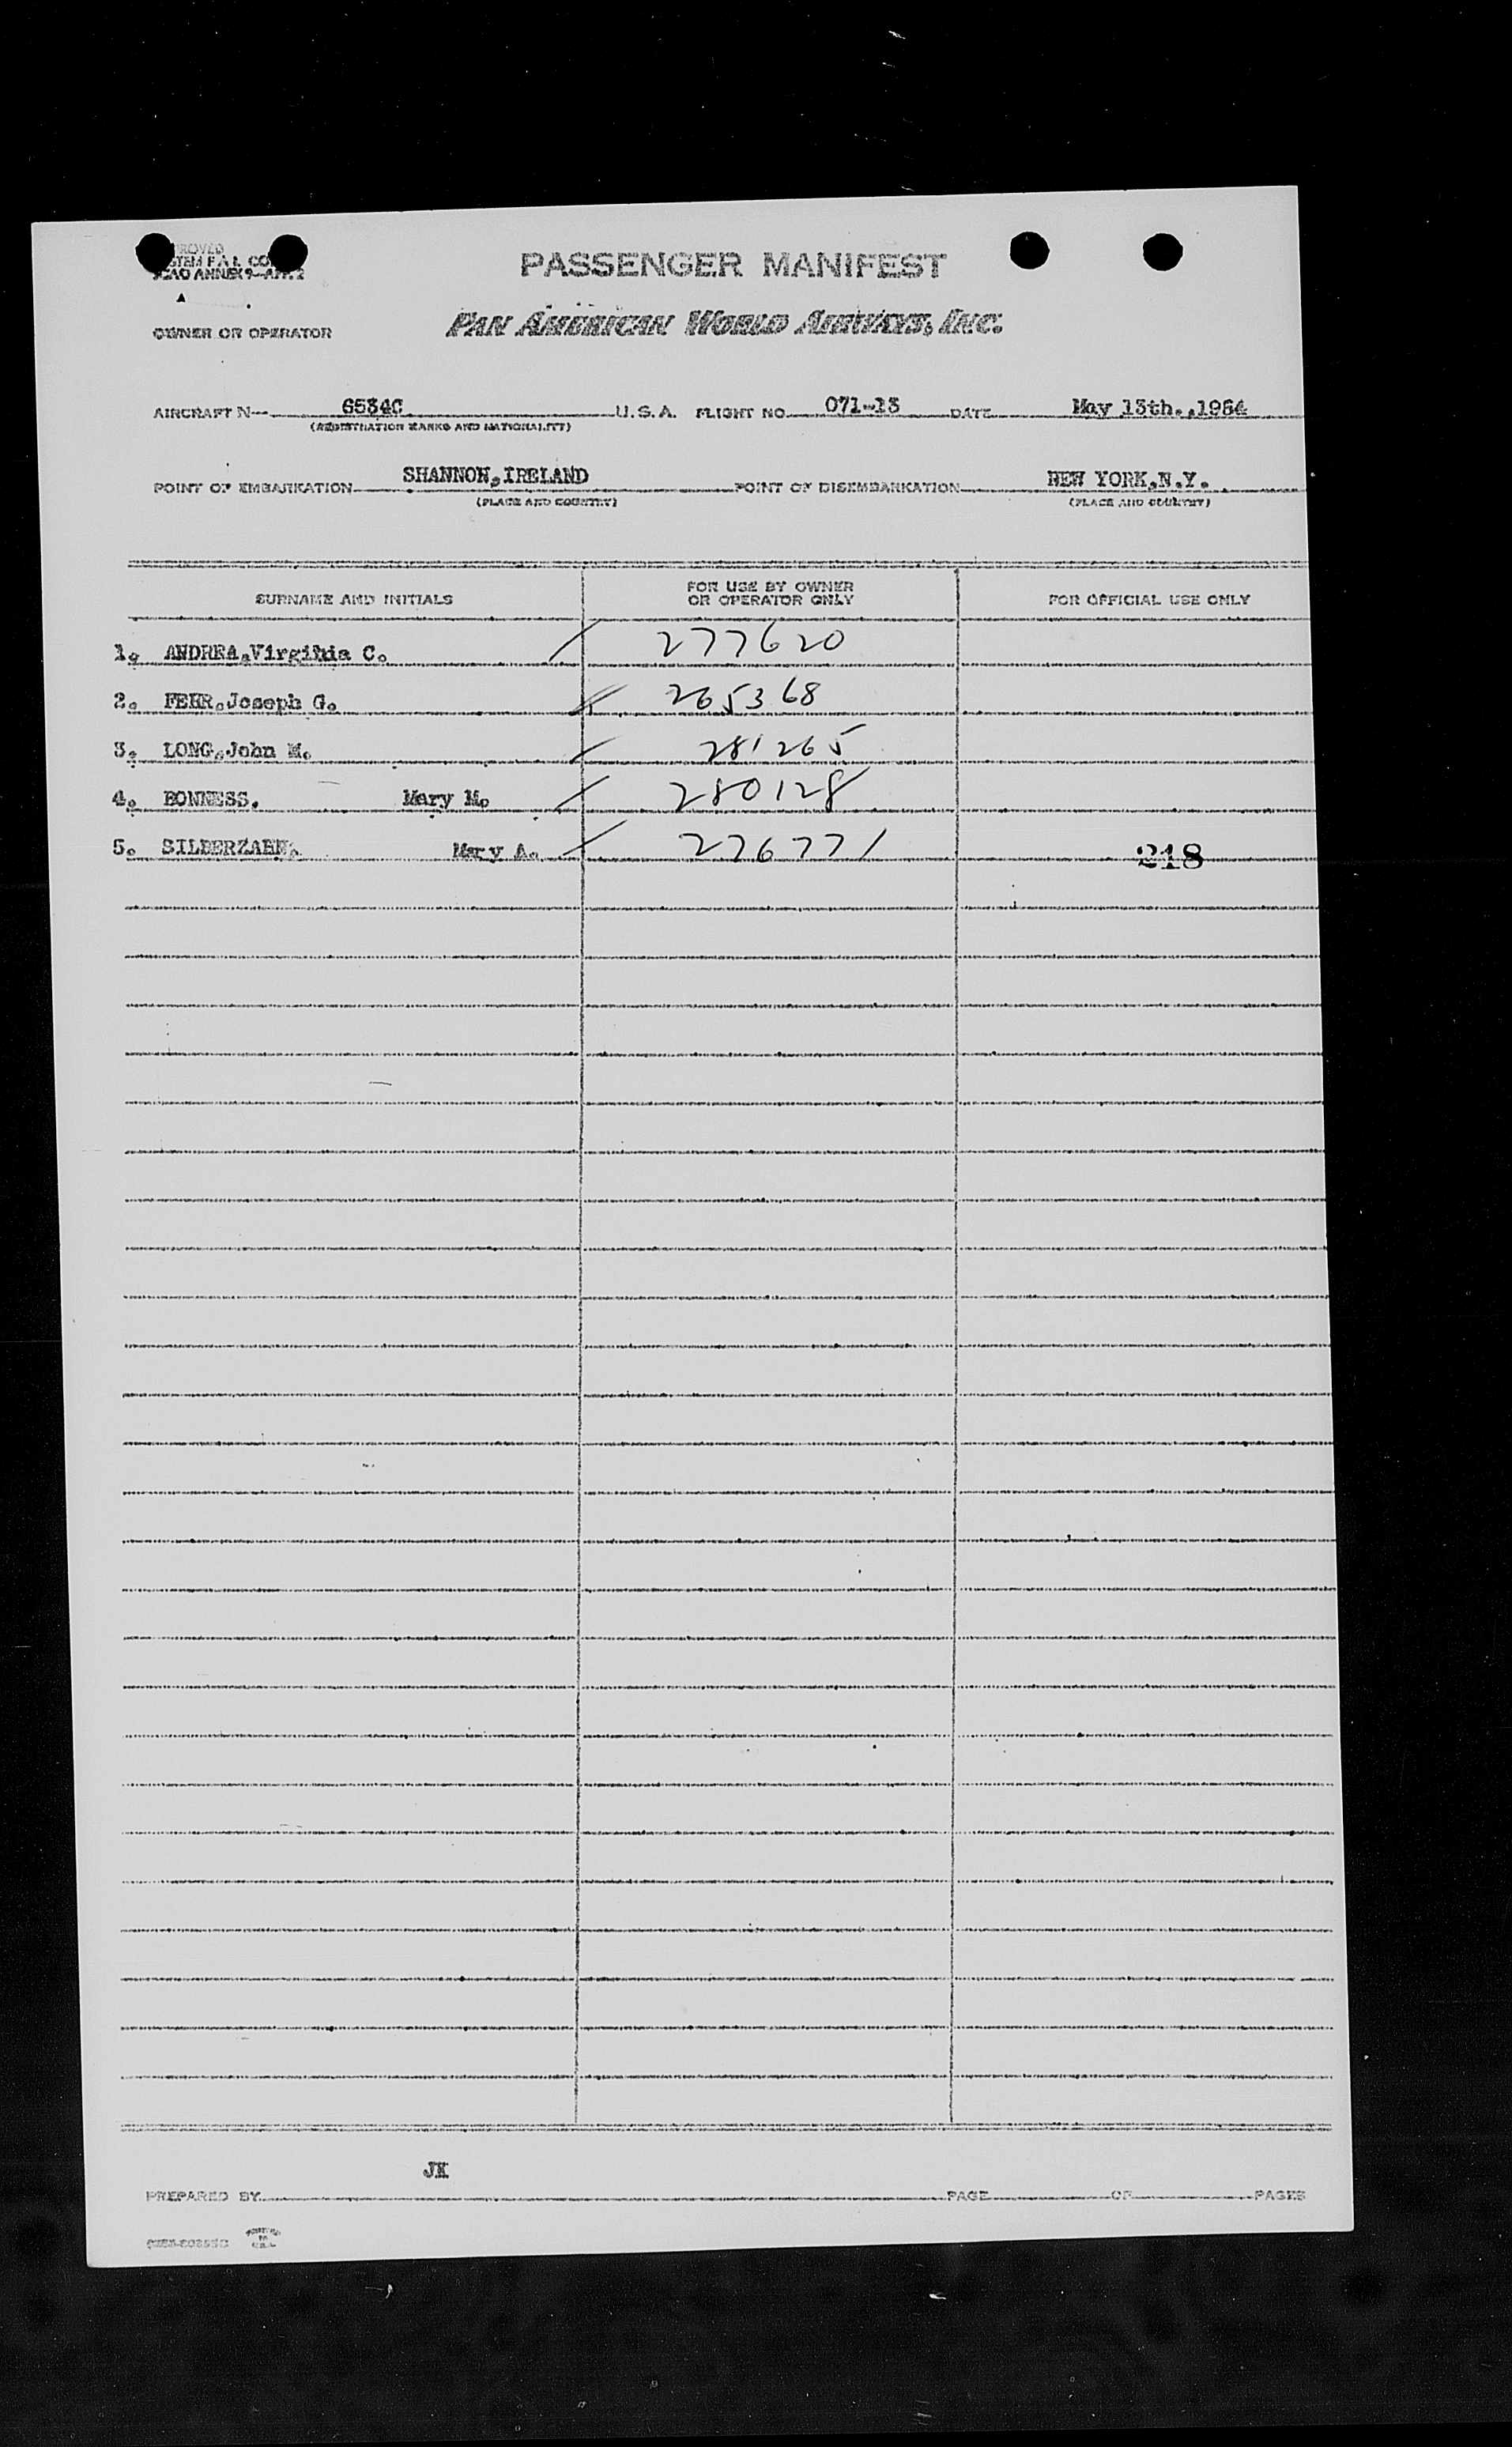 PASSENGER MANIFEST
OWNER OR OPERATOR
PAN AMERICAN WORLD AIRWAYS, INC.
AIRCRAFT N— 6534C U.S.A. FLIGHT NO. 071-13 DATE May 13th.,1954
(REGISTRATION MARKS AND NATIONALITY)
POINT OF EMBARKATION SHANNON,IRELAND POINT OF DISEMBARKATION NEW YORK,N.Y.
(PLACE AND COUNTRY) (PLACE AND COUNTRY)
SURNAME AND INITIALS FOR USE BY OWNER OR OPERATOR ONLY FOR OFFICIAL USE ONLY
1. ANDREA,Virginia C. 277620
2. FEHR,Joseph G. 265368
3. LONG,John M. 281265
4. BONNESS. Mary M. 280128
5. SILBERZAHN. Mary A. 276771 218
JK
PREPARED BY PAGE OF PAGES